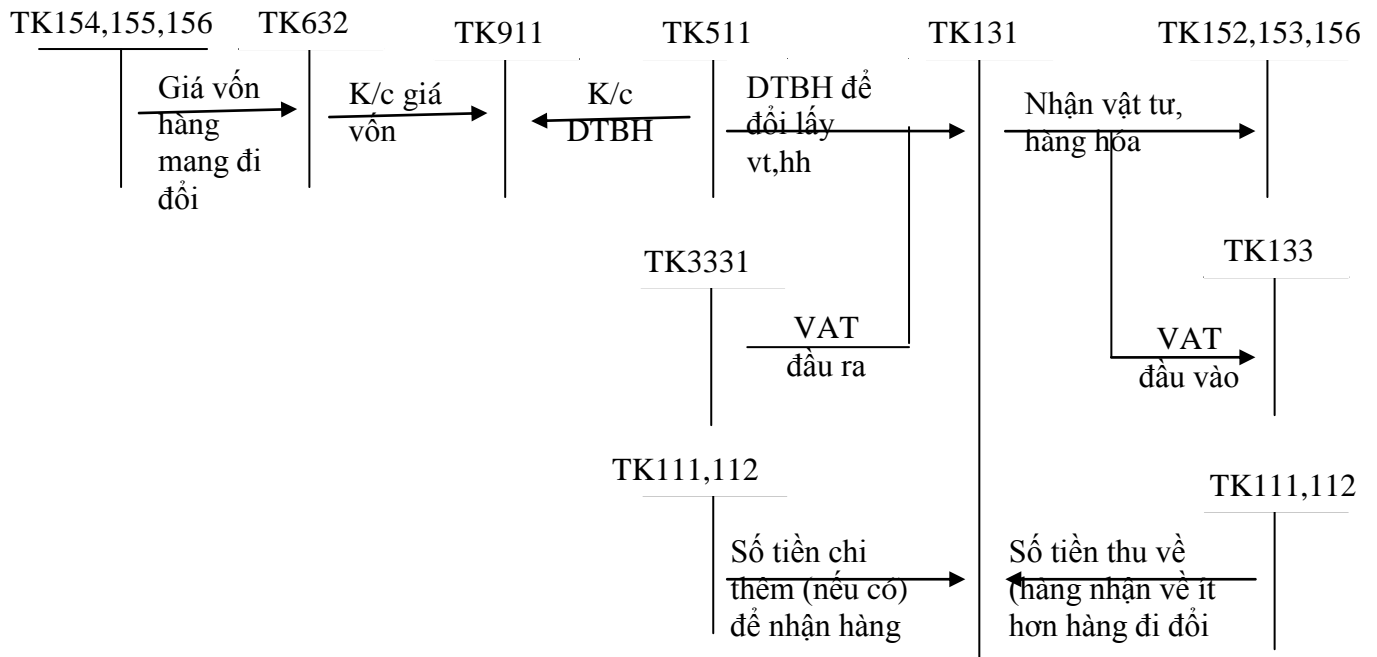 TK154,155,156
TK632
TK911
TK511
TK131
TK152,153,156
Giá vốn
hàng
mang đi
đổi
K/c giá
vốn
K/c
DTBH
DTBH để
đổi lấy
vt,hh
Nhận vật tư,
hàng hóa
TK3331
VAT
đầu ra
TK133
VAT
đầu vào
TK111,112
Số tiền chi
thêm (nếu có)
để nhận hàng
TK111,112
Số tiền thu về
(hàng nhận về ít
hơn hàng đi đổi